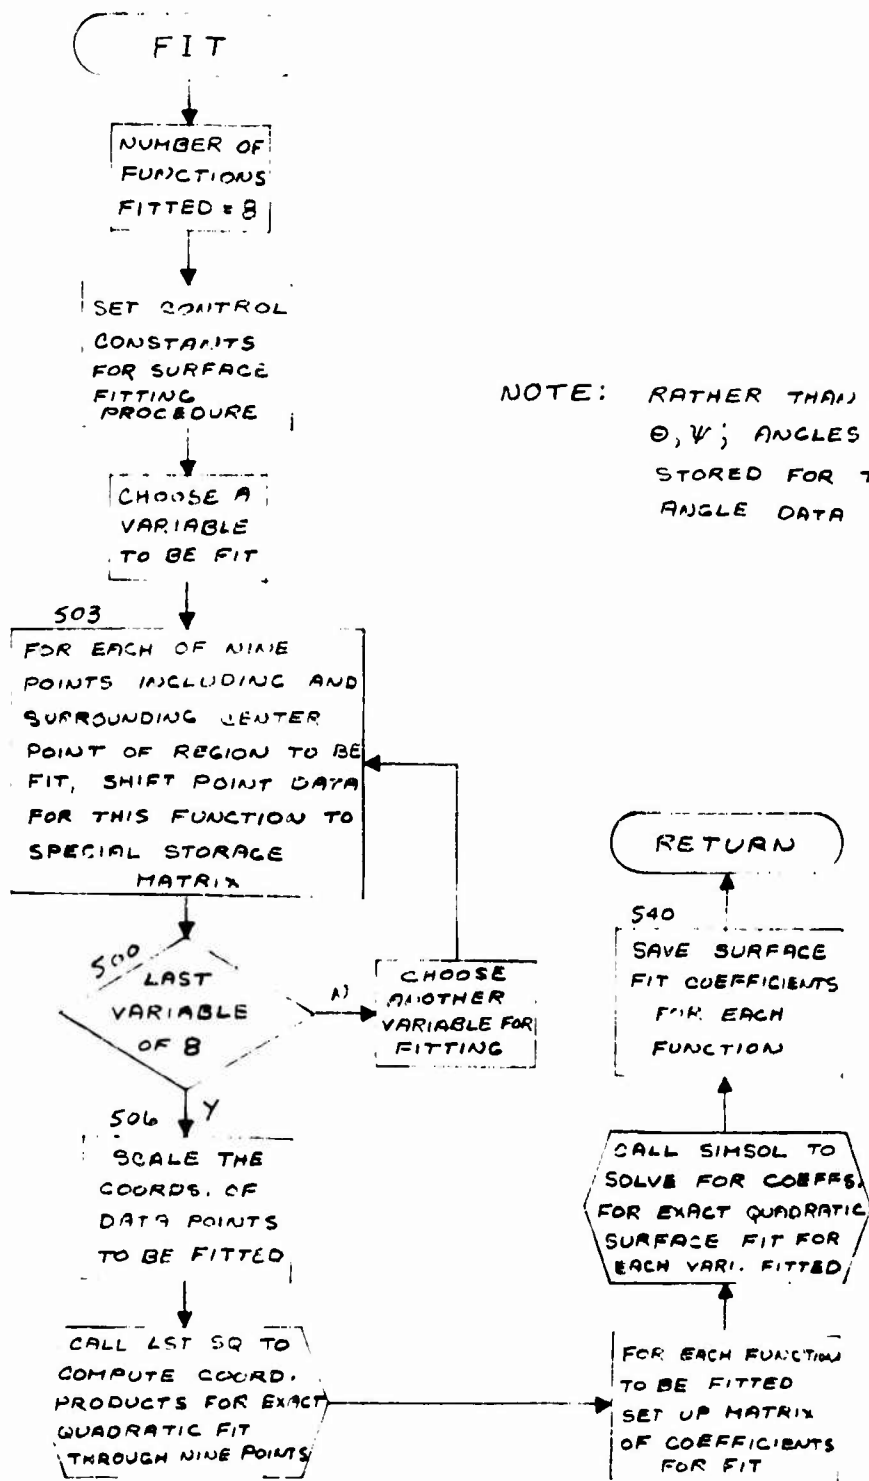 FIT
NUMBER OF
FUNCTIONS
FITTED = 8
SET CONTROL
CONSTANTS
FOR SURFACE
FITTING
PROCEDURE
CHOOSE A
VARIABLE
TO BE FIT
NOTE: RATHER THAN
Θ, Ψ; ANGLES
STORED FOR T
ANGLE DATA
503
FOR EACH OF NINE
POINTS INCLUDING AND
SURROUNDING CENTER
POINT OF REGION TO BE
FIT, SHIFT POINT DATA
FOR THIS FUNCTION TO
SPECIAL STORAGE
MATRIX
500
LAST
VARIABLE
OF 8
N
CHOOSE
ANOTHER
VARIABLE FOR
FITTING
Y
506
SCALE THE
COORDS. OF
DATA POINTS
TO BE FITTED
CALL LST SQ TO
COMPUTE COORD.
PRODUCTS FOR EXACT
QUADRATIC FIT
THROUGH NINE POINTS
FOR EACH FUNCTION
TO BE FITTED
SET UP MATRIX
OF COEFFICIENTS
FOR FIT
CALL SIMSOL TO
SOLVE FOR COEFFS.
FOR EXACT QUADRATIC
SURFACE FIT FOR
EACH VARI. FITTED
540
SAVE SURFACE
FIT COEFFICIENTS
FOR EACH
FUNCTION
RETURN